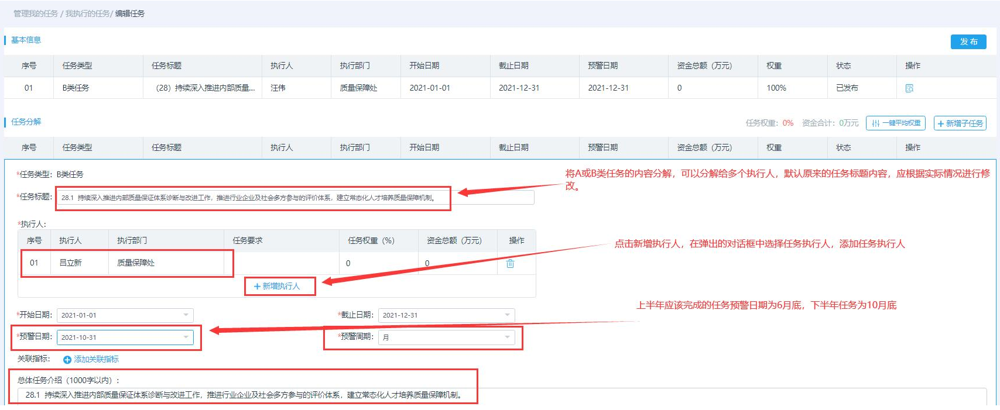 管理我的任务 / 我执行的任务/ 编辑任务
基本信息
发 布
序号 任务类型 任务标题 执行人 执行部门 开始日期 截止日期 预警日期 资金总额（万元） 权重 状态 操作
01 B类任务 （28）持续深入推进内部质量... 汪伟 质量保障处 2021-01-01 2021-12-31 2021-12-31 0 100% 已发布
任务分解
任务权重： 0% 资金合计： 0万元 一键平均权重 + 新增子任务
序号 任务类型 任务标题 执行人 执行部门 开始日期 截止日期 预警日期 资金总额（万元） 权重 状态 操作
*任务类型： B类任务
将A或B类任务的内容分解，可以分解给多个执行人，默认原来的任务标题内容，应根据实际情况进行修
改。
*任务标题： 28.1 持续深入推进内部质量保证体系诊断与改进工作，推进行业企业及社会多方参与的评价体系，建立常态化人才培养质量保障机制。
*执行人：
序号 执行人 执行部门 任务要求 任务权重（%） 资金总额（万元） 操作
点击新增执行人，在弹出的对话框中选择任务执行人，添加任务执行人
01 吕立新 质量保障处 0 0
+ 新增执行人
上半年应该完成的任务预警日期为6月底，下半年任务为10月底
*开始日期： 2021-01-01 *截止日期： 2021-12-31
*预警日期： 2021-10-31 *预警周期： 月
关联指标： 添加关联指标
总体任务介绍（1000字以内）：
28.1 持续深入推进内部质量保证体系诊断与改进工作，推进行业企业及社会多方参与的评价体系，建立常态化人才培养质量保障机制。